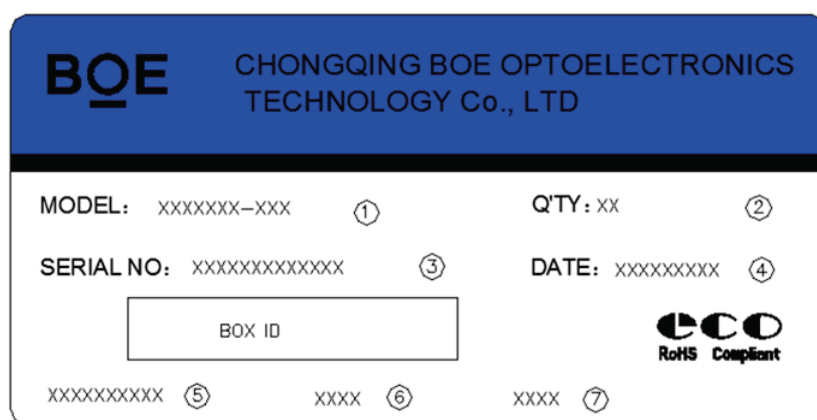 BOE
CHONGQING BOE OPTOELECTRONICS
TECHNOLOGY Co., LTD
MODEL: XXXXXXX-XXX ① Q'TY: XX ②
SERIAL NO: XXXXXXXXXXXXX ③ DATE: XXXXXXXXX ④
BOX ID
eco
RoHS Compliant
XXXXXXXXXX ⑤ XXXX ⑥ XXXX ⑦